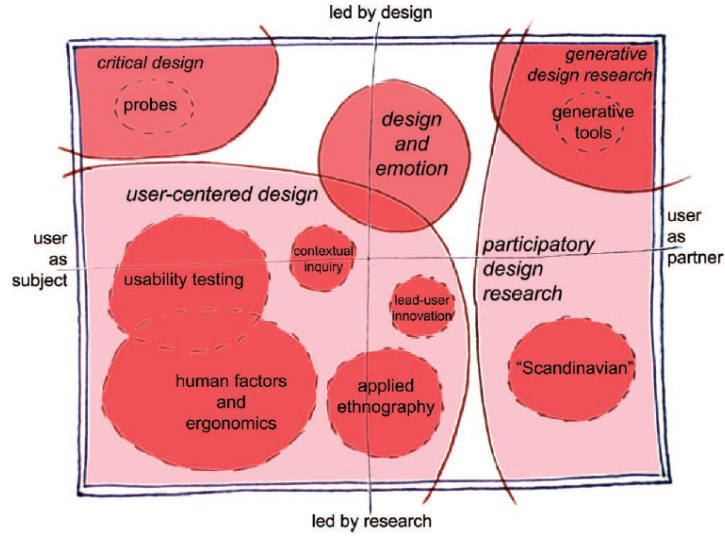 led by design
critical design
probes
generative
design research
generative
tools
design
and
emotion
user-centered design
user
as
subject
user
as
partner
contextual
inquiry
participatory
design
research
usability testing
lead-user
innovation
"Scandinavian"
human factors
and
ergonomics
applied
ethnography
led by research